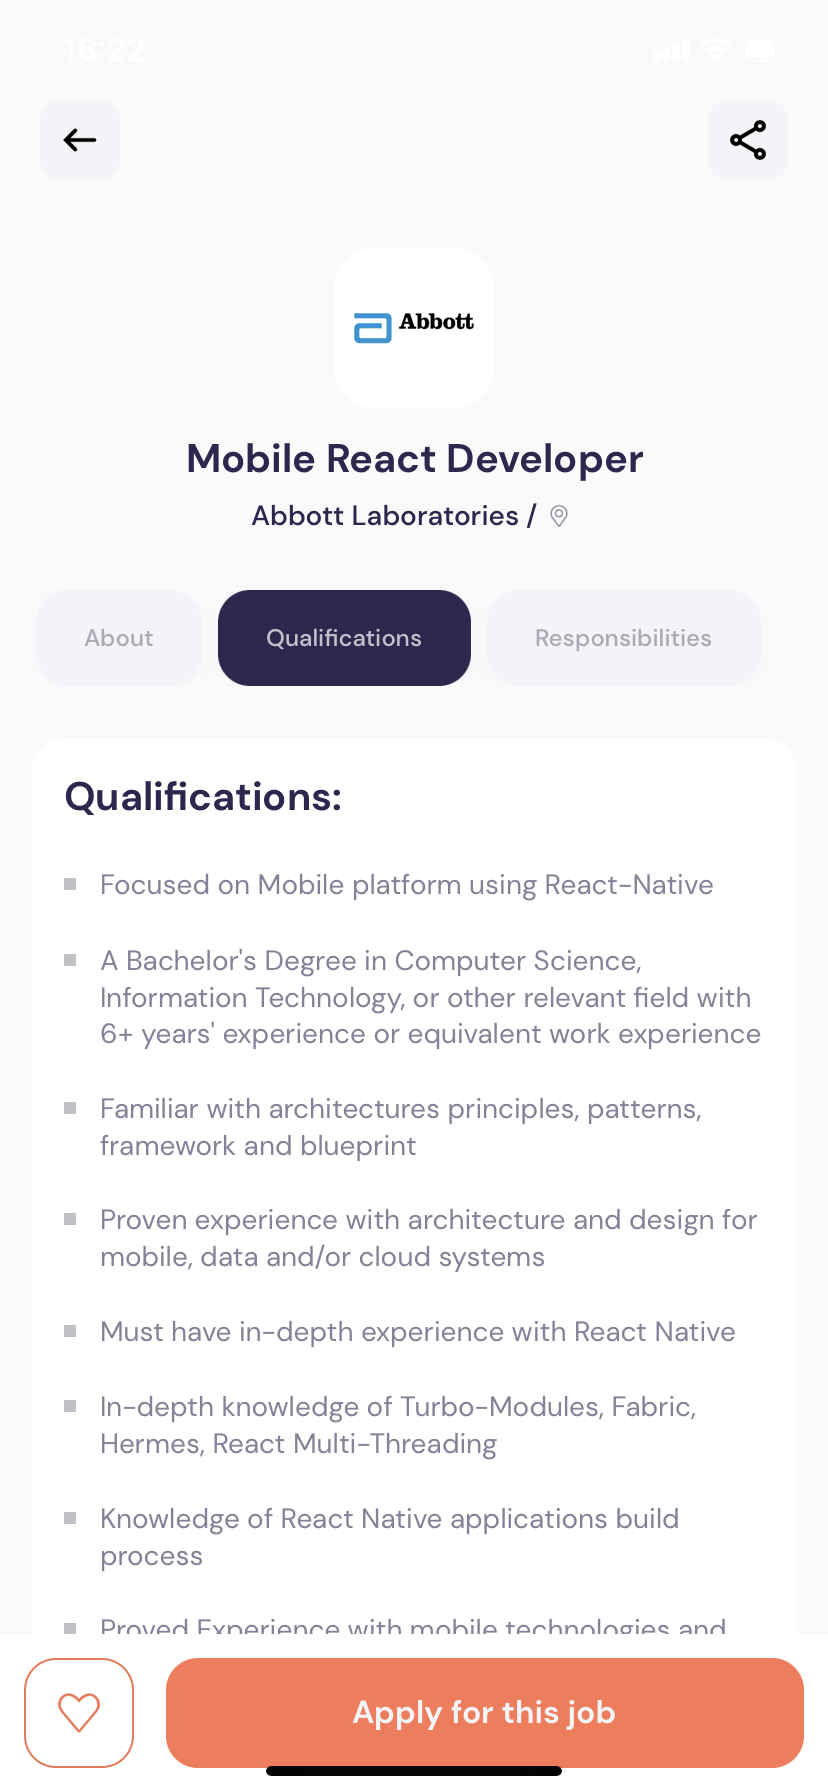 16:22
Abbott
Mobile React Developer
Abbott Laboratories /
About
Qualifications
Responsibilities
Qualifications:
Focused on Mobile platform using React-Native
A Bachelor's Degree in Computer Science,
Information Technology, or other relevant field with
6+ years' experience or equivalent work experience
Familiar with architectures principles, patterns,
framework and blueprint
Proven experience with architecture and design for
mobile, data and/or cloud systems
Must have in-depth experience with React Native
In-depth knowledge of Turbo-Modules, Fabric,
Hermes, React Multi-Threading
Knowledge of React Native applications build
process
Proved Experience with mobile technologies and
Apply for this job